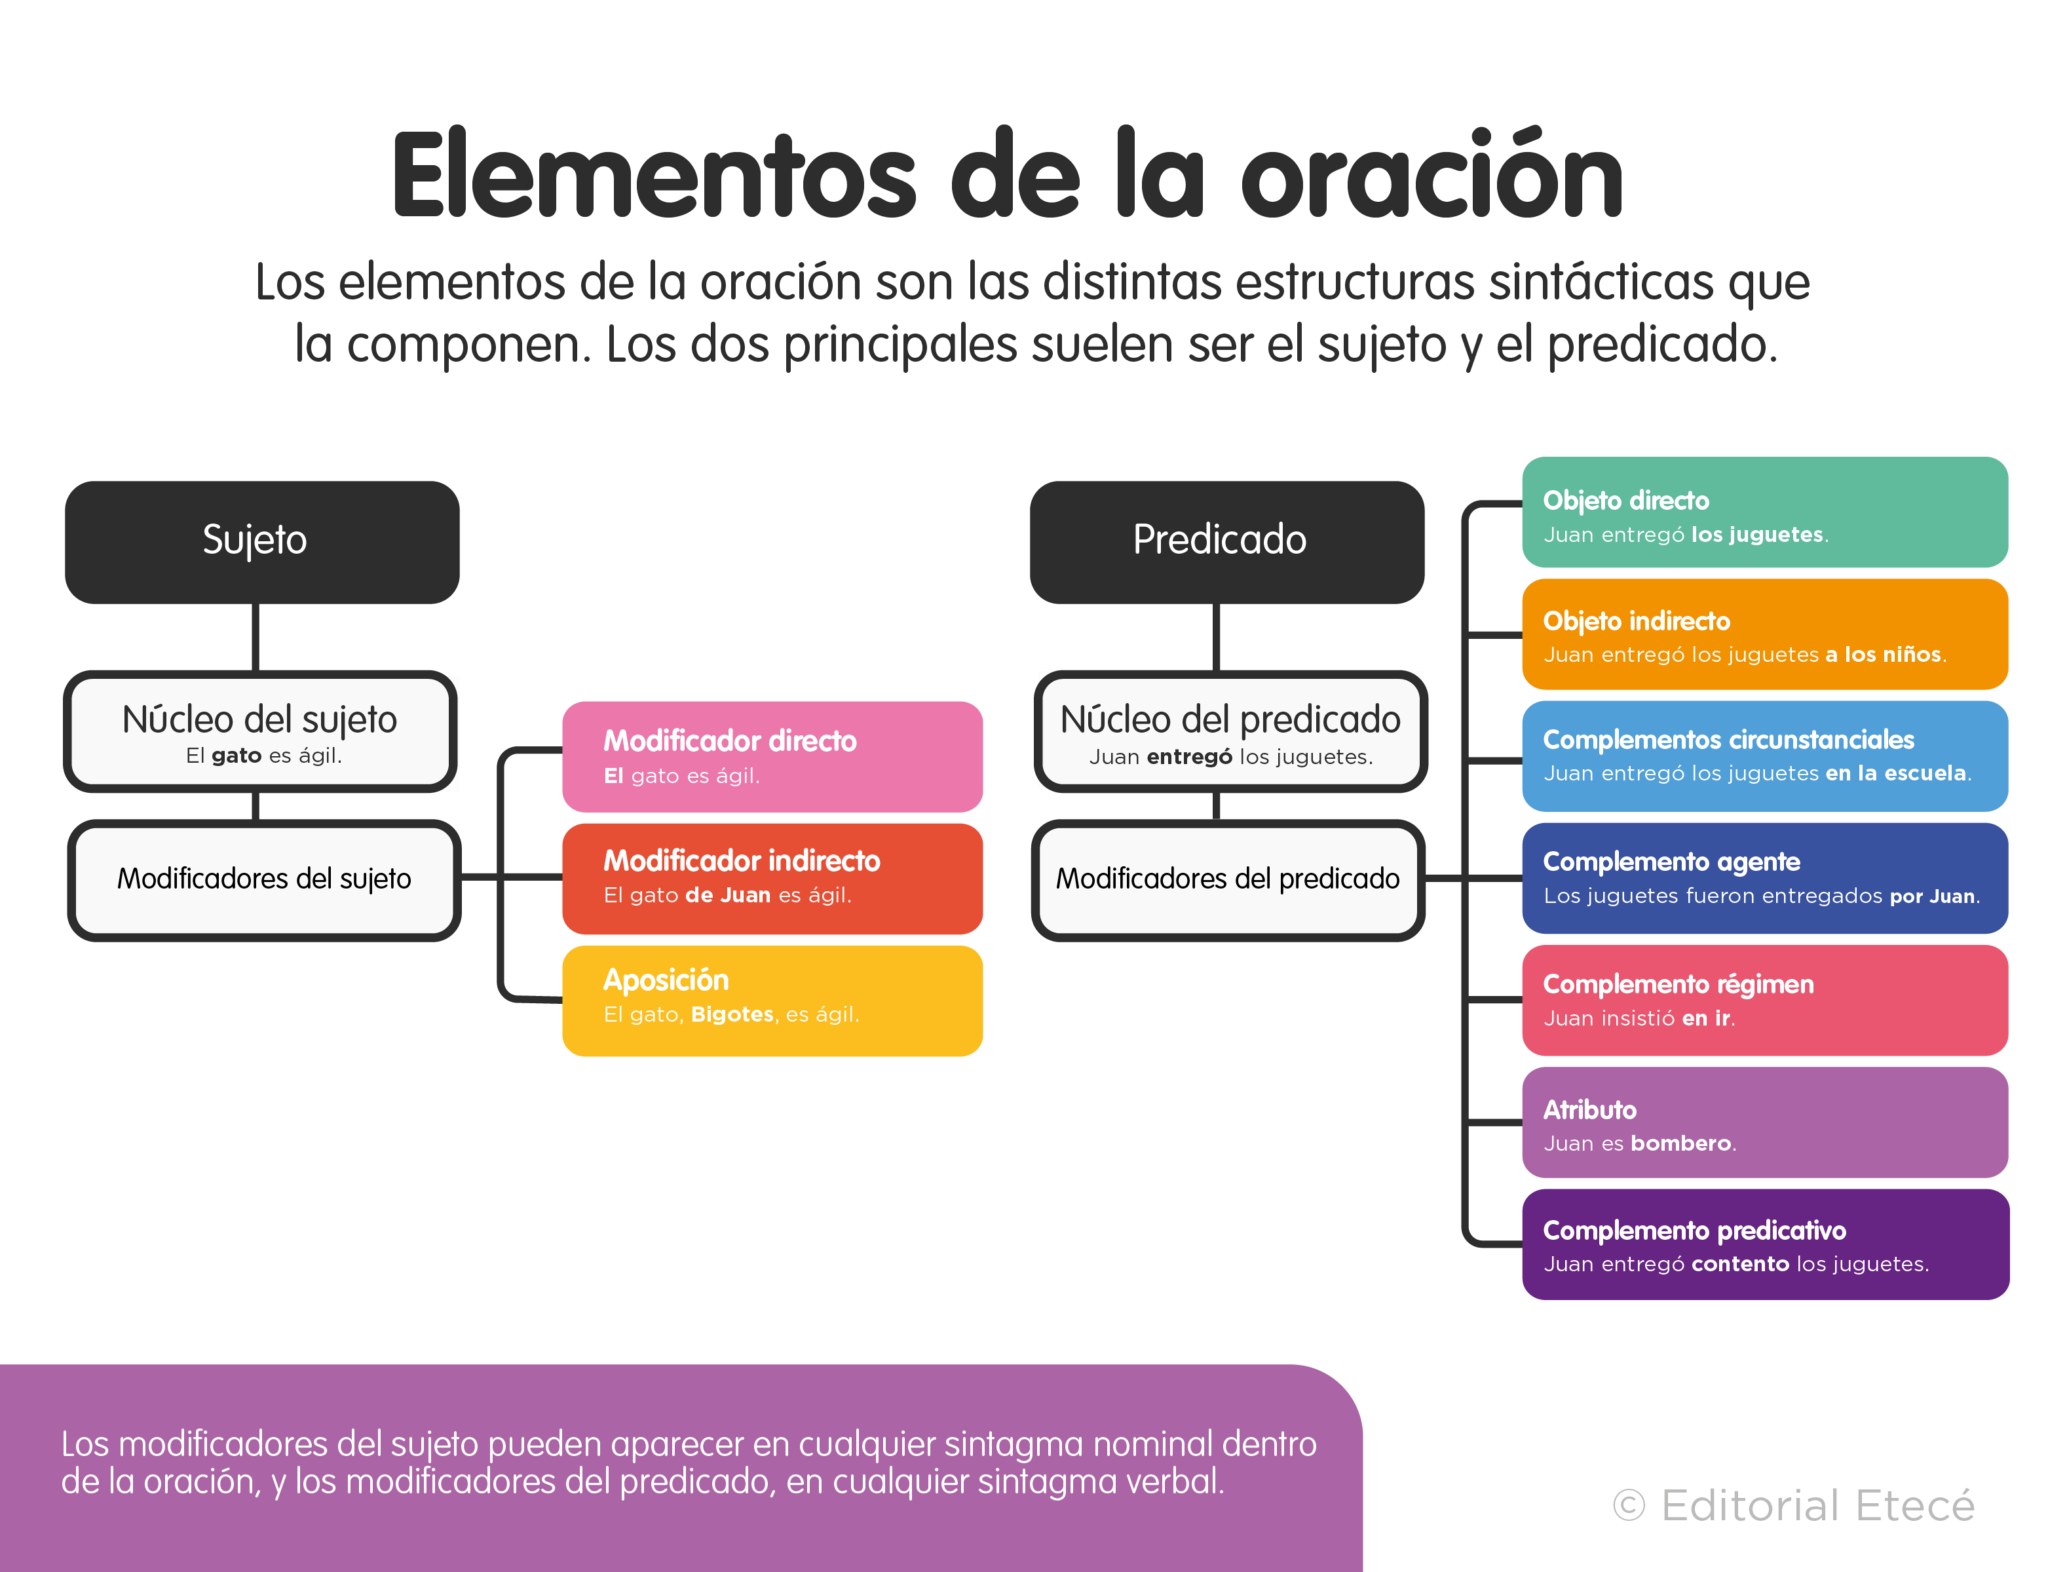 Elementos de la oración
Los elementos de la oración son las distintas estructuras sintácticas que
la componen. Los dos principales suelen ser el sujeto y el predicado.
Sujeto
Núcleo del sujeto
El gato es ágil.
Modificadores del sujeto
Modificador directo
El gato es ágil.
Modificador indirecto
El gato de Juan es ágil.
Aposición
El gato, Bigotes, es ágil.
Predicado
Núcleo del predicado
Juan entregó los juguetes.
Modificadores del predicado
Objeto directo
Juan entregó los juguetes.
Objeto indirecto
Juan entregó los juguetes a los niños.
Complementos circunstanciales
Juan entregó los juguetes en la escuela.
Complemento agente
Los juguetes fueron entregados por Juan.
Complemento régimen
Juan insistió en ir.
Atributo
Juan es bombero.
Complemento predicativo
Juan entregó contento los juguetes.
Los modificadores del sujeto pueden aparecer en cualquier sintagma nominal dentro
de la oración, y los modificadores del predicado, en cualquier sintagma verbal.
© Editorial Etecé